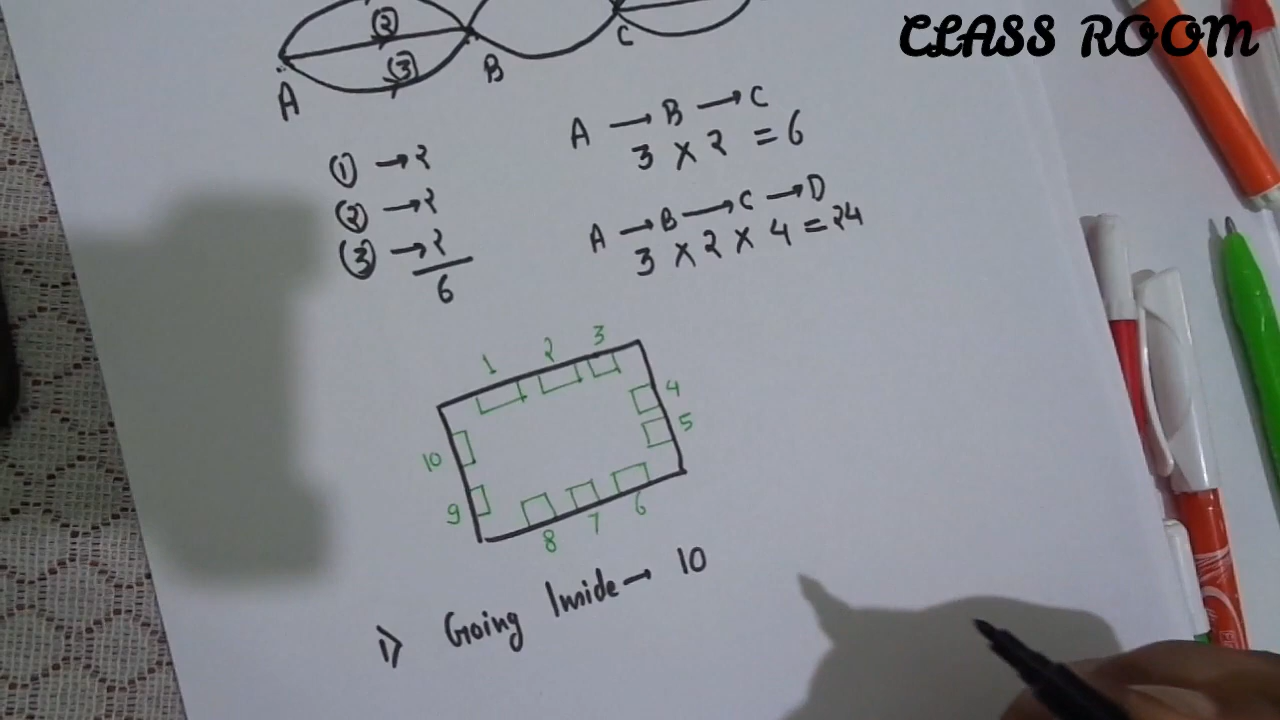 CLASS ROOM
(2)
(3)
A
B
C
A → B → C
3 × 2 = 6
① → 2
② → 2
③ → 2
6
A → B → C → D
3 × 2 × 4 = 24
1 2 3
4
5
10
9
8 7 6
1) Going Inside → 10